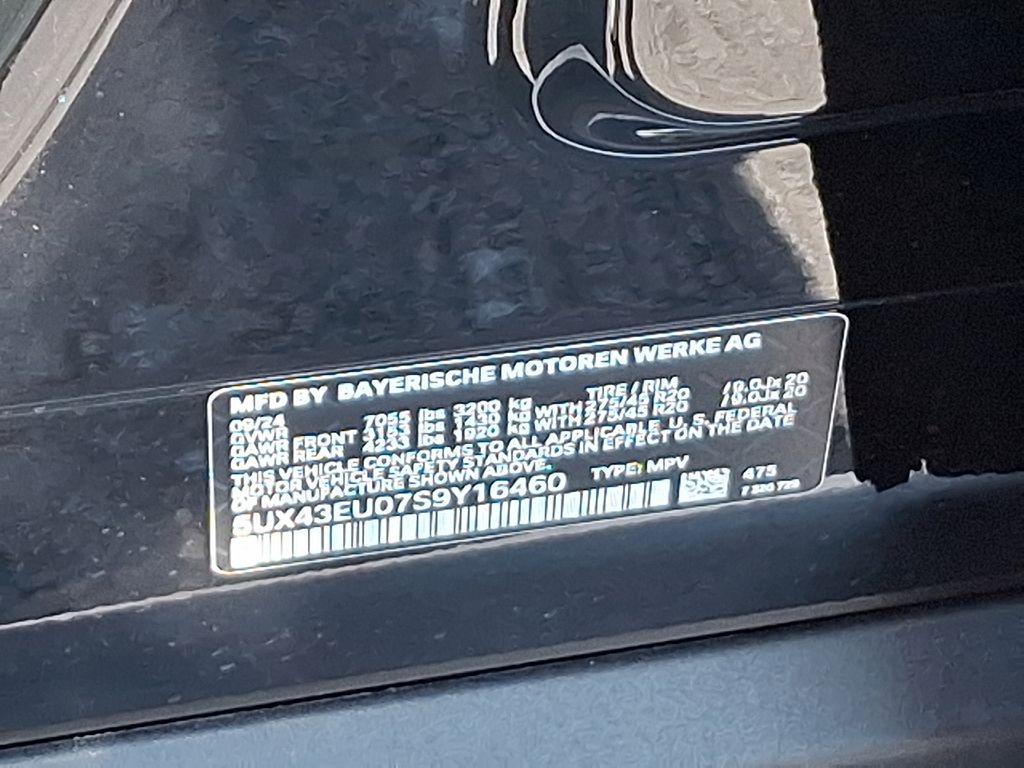 MFD BY BAYERISCHE MOTOREN WERKE AG
09/24 TIRE / RIM
GVWR 7055 lbs 3200 kg
GAWR FRONT lbs 1430 kg WITH 275/45 R20
GAWR REAR 4233 lbs 1920 kg WITH 275/45 R20
THIS VEHICLE CONFORMS TO ALL APPLICABLE U. S. FEDERAL
MOTOR VEHICLE SAFETY STANDARDS IN EFFECT ON THE DATE
OF MANUFACTURE SHOWN ABOVE.
5UX43EU07S9Y16460 TYPE: MPV
475